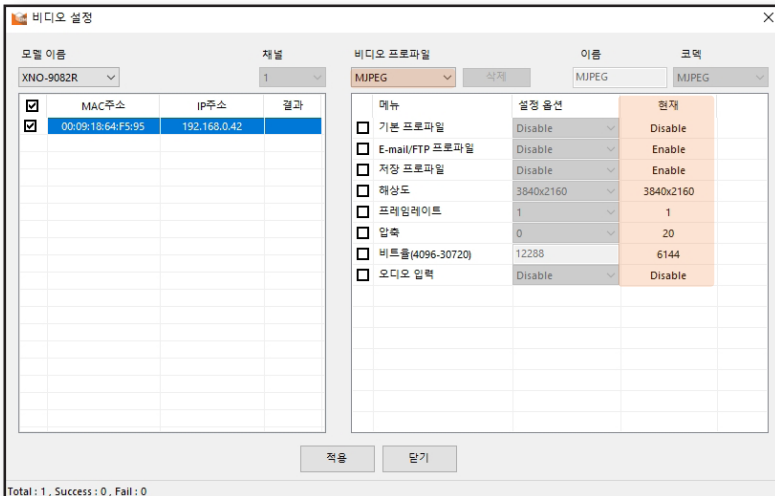 비디오 설정
모델 이름 채널 비디오 프로파일 이름 코덱
XNO-9082R 1 MJPEG 삭제 MJPEG MJPEG
MAC주소 IP주소 결과 메뉴 설정 옵션 현재
00:09:18:64:F5:95 192.168.0.42 기본 프로파일 Disable Disable
E-mail/FTP 프로파일 Disable Enable
저장 프로파일 Disable Enable
해상도 3840x2160 3840x2160
프레임레이트 1 1
압축 0 20
비트율(4096-30720) 12288 6144
오디오 입력 Disable Disable
적용 닫기
Total : 1 , Success : 0 , Fail : 0